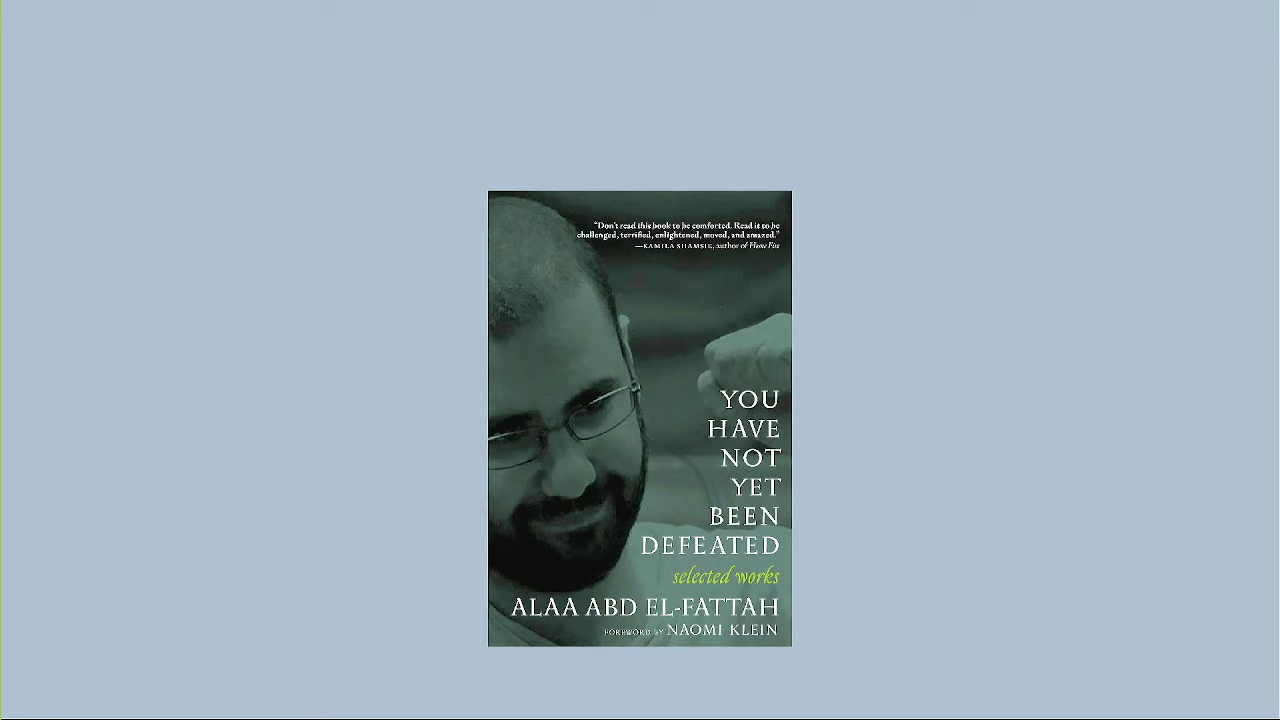 "Don't read this book to be comforted. Read it to be
challenged, terrified, enlightened, moved, and amazed."
—KAMILA SHAMSIE, author of Home Fire
YOU
HAVE
NOT
YET
BEEN
DEFEATED
selected works
ALAA ABD EL-FATTAH
FOREWORD BY NAOMI KLEIN